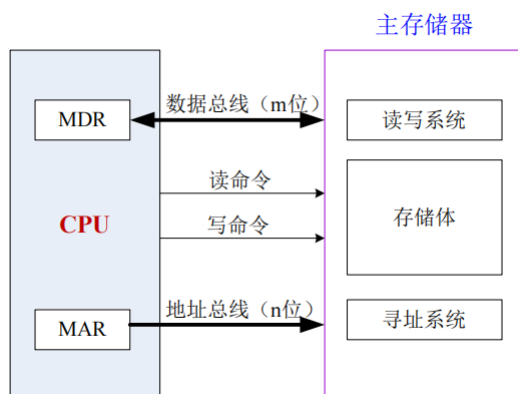 主存储器
MDR
数据总线（m位）
读写系统
读命令
CPU
写命令
存储体
MAR
地址总线（n位）
寻址系统